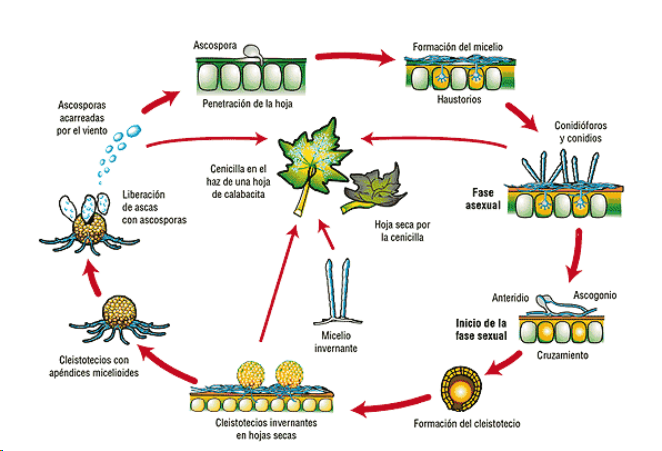 Ascospora
Penetración de la hoja
Formación del micelio
Haustorios
Conidióforos
y conidios
Fase
asexual
Anteridio
Ascogonio
Inicio de la
fase sexual
Cruzamiento
Formación del cleistotecio
Cleistotecios invernantes
en hojas secas
Cleistotecios con
apéndices micelioides
Liberación
de ascas
con ascosporas
Ascosporas
acarreadas
por el viento
Cenicilla en el
haz de una hoja
de calabacita
Hoja seca por
la cenicilla
Micelio
invernante